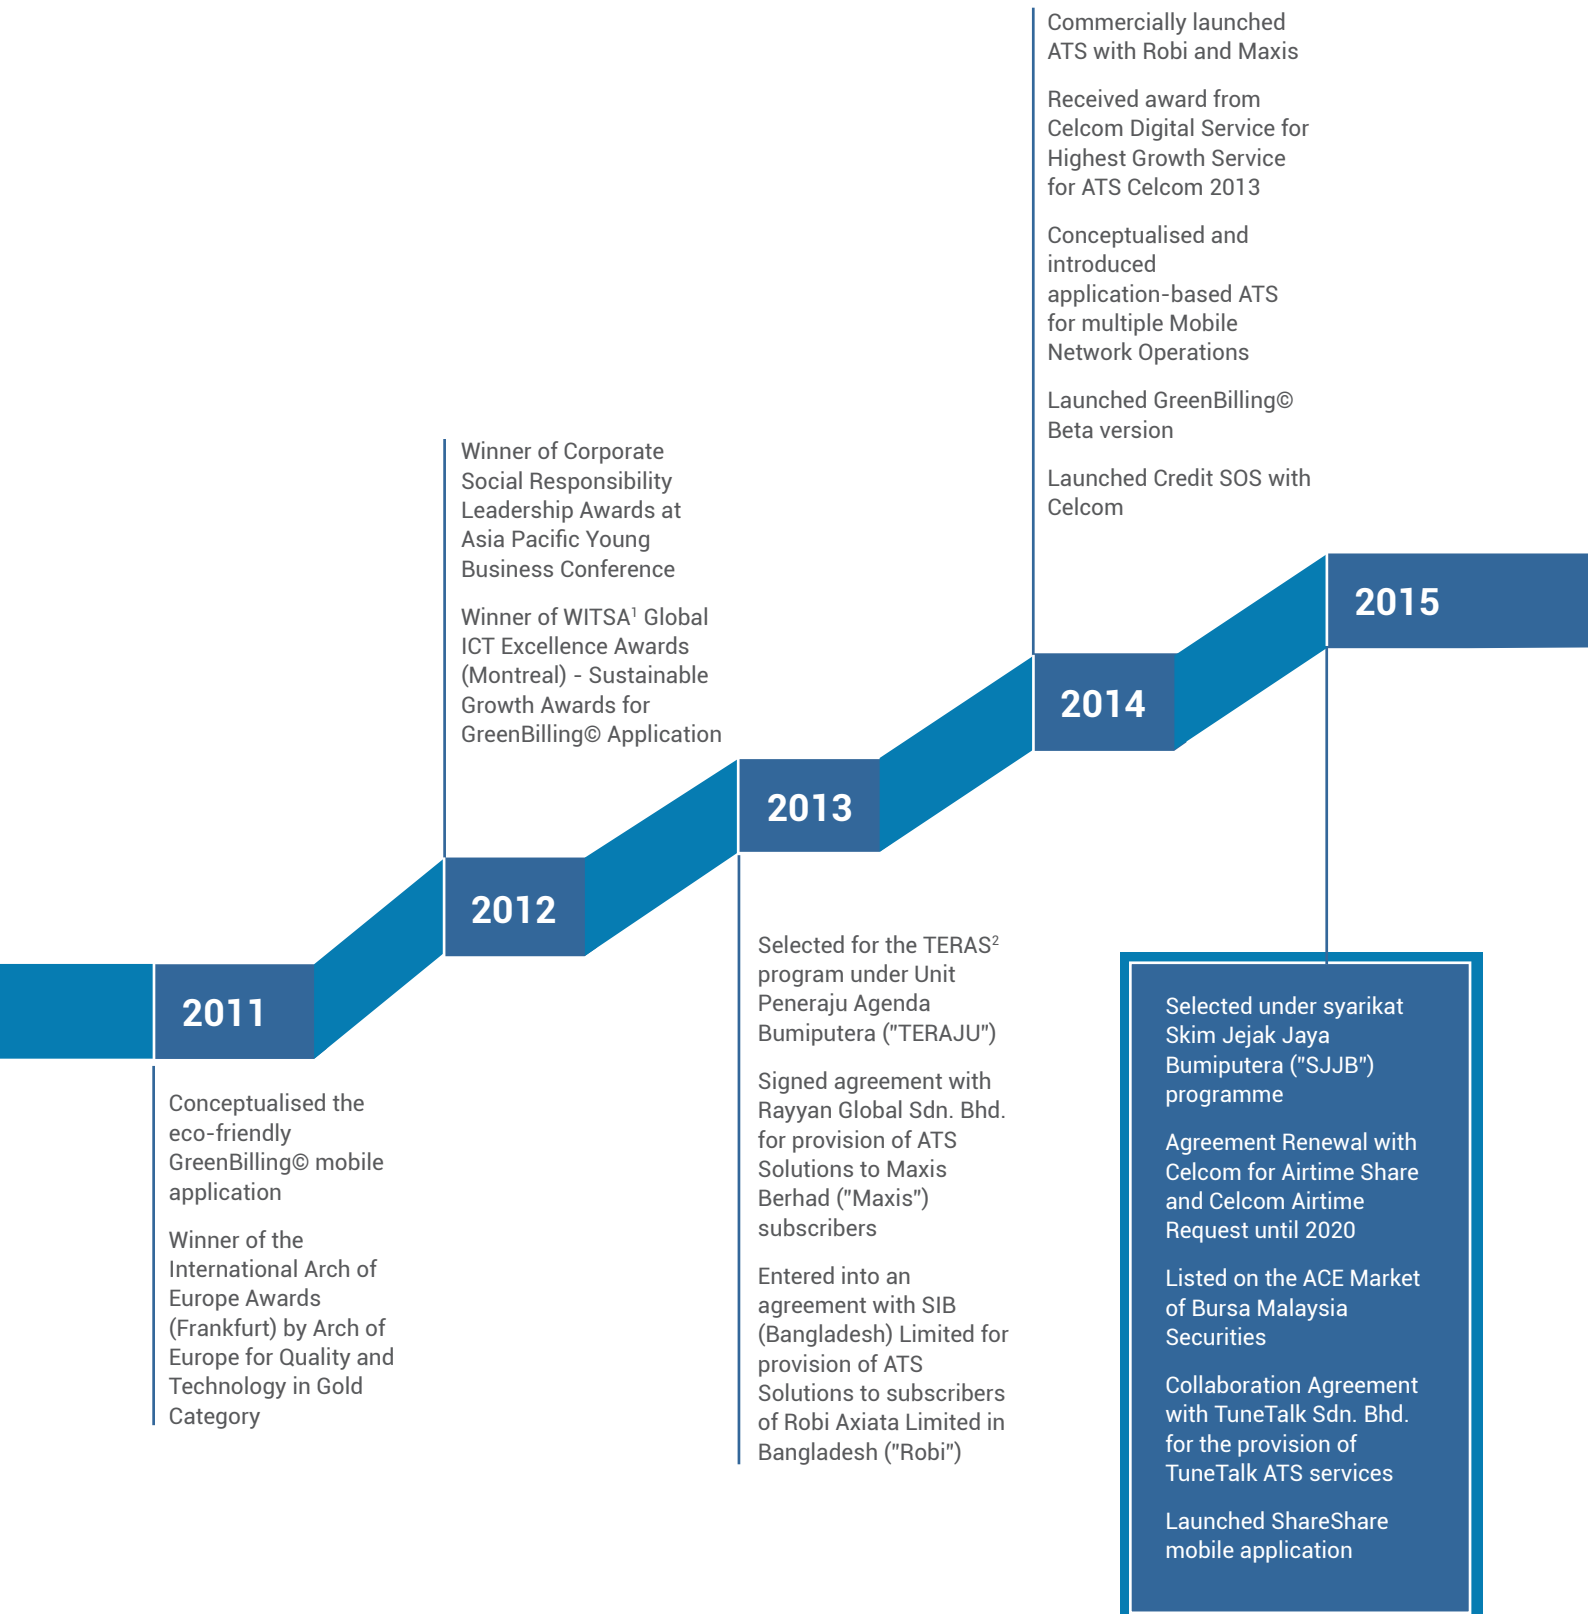 2011
Conceptualised the
eco-friendly
GreenBilling© mobile
application
Winner of the
International Arch of
Europe Awards
(Frankfurt) by Arch of
Europe for Quality and
Technology in Gold
Category
Winner of Corporate
Social Responsibility
Leadership Awards at
Asia Pacific Young
Business Conference
Winner of WITSA¹ Global
ICT Excellence Awards
(Montreal) - Sustainable
Growth Awards for
GreenBilling© Application
2012
2013
Selected for the TERAS²
program under Unit
Peneraju Agenda
Bumiputera ("TERAJU")
Signed agreement with
Rayyan Global Sdn. Bhd.
for provision of ATS
Solutions to Maxis
Berhad ("Maxis")
subscribers
Entered into an
agreement with SIB
(Bangladesh) Limited for
provision of ATS
Solutions to subscribers
of Robi Axiata Limited in
Bangladesh ("Robi")
Commercially launched
ATS with Robi and Maxis
Received award from
Celcom Digital Service for
Highest Growth Service
for ATS Celcom 2013
Conceptualised and
introduced
application-based ATS
for multiple Mobile
Network Operations
Launched GreenBilling©
Beta version
Launched Credit SOS with
Celcom
2014
2015
Selected under syarikat
Skim Jejak Jaya
Bumiputera ("SJJB")
programme
Agreement Renewal with
Celcom for Airtime Share
and Celcom Airtime
Request until 2020
Listed on the ACE Market
of Bursa Malaysia
Securities
Collaboration Agreement
with TuneTalk Sdn. Bhd.
for the provision of
TuneTalk ATS services
Launched ShareShare
mobile application